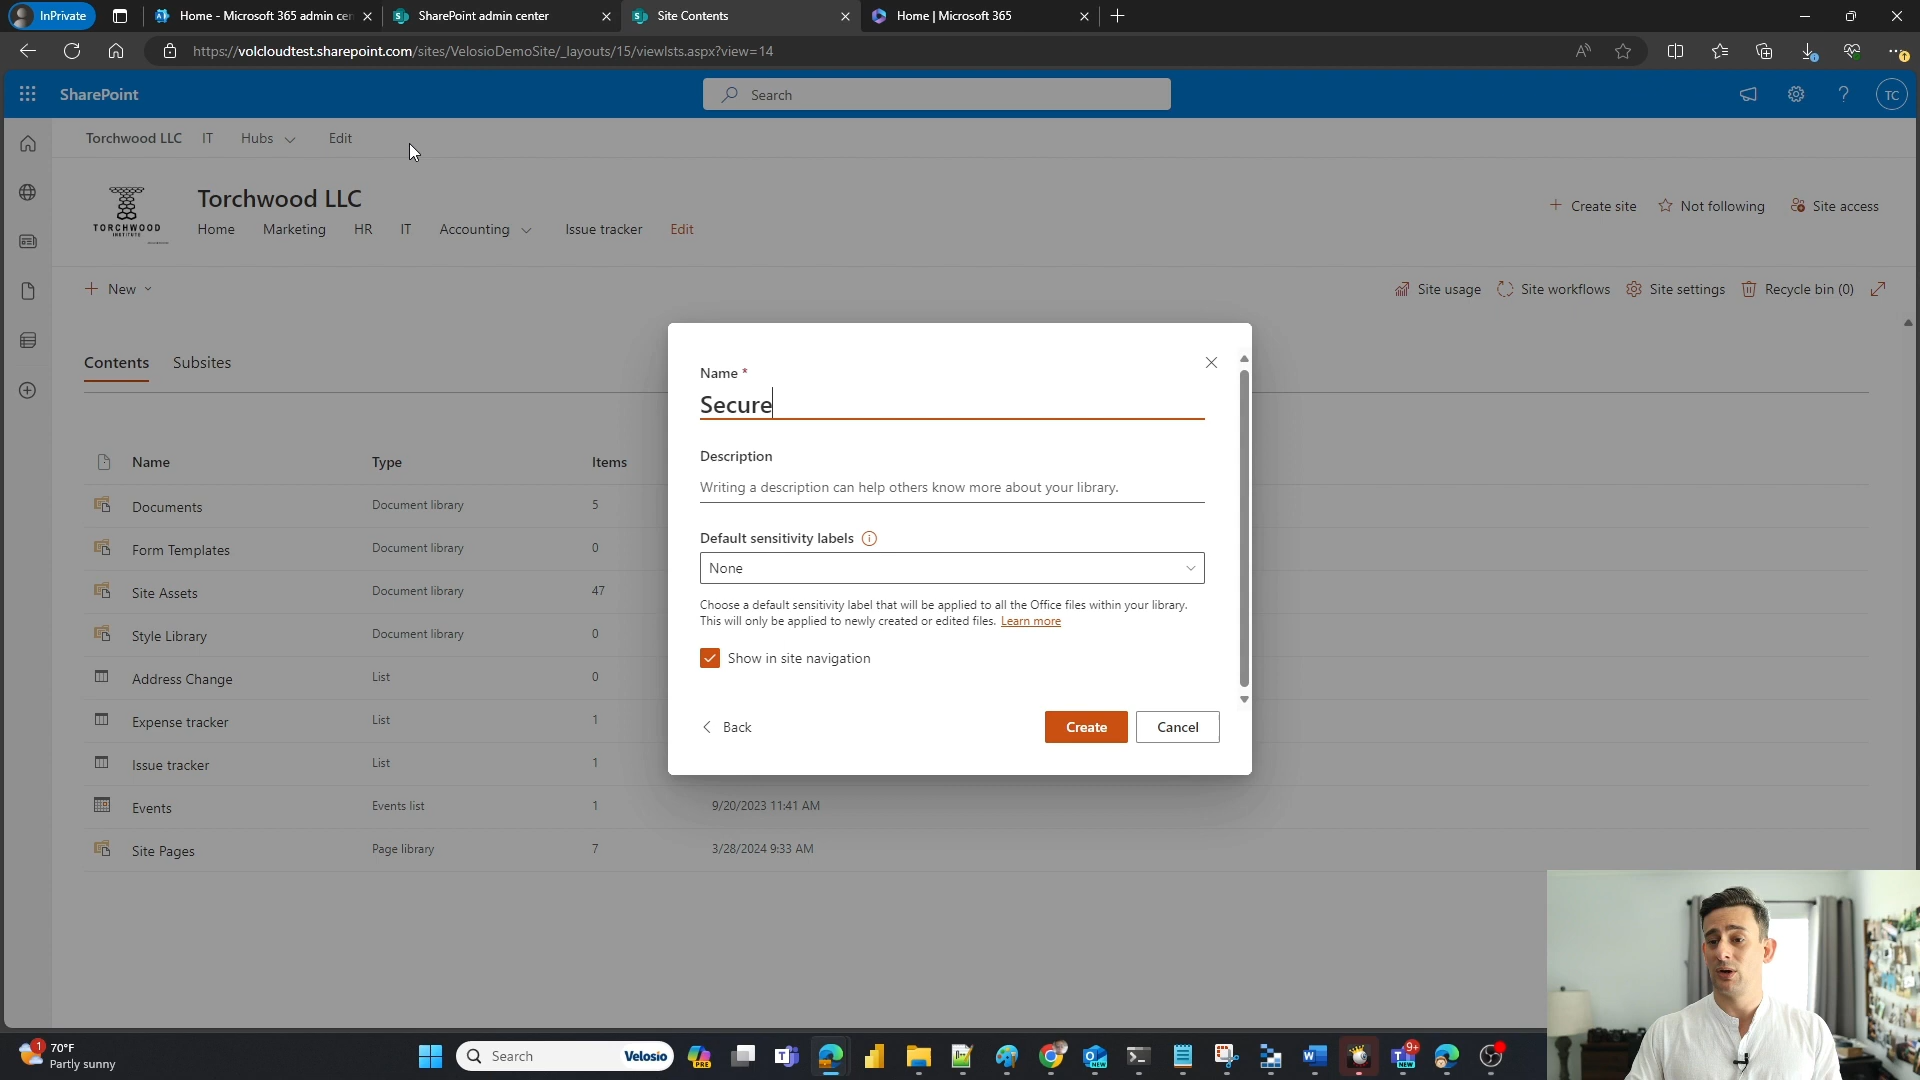 InPrivate
Home - Microsoft 365 admin cen
SharePoint admin center
Site Contents
Home | Microsoft 365
https://volcloudtest.sharepoint.com/sites/VelosioDemoSite/_layouts/15/viewlsts.aspx?view=14
SharePoint
Search
TC
Torchwood LLC IT Hubs Edit
TORCHWOOD
INSTITUTE
Torchwood LLC
Home Marketing HR IT Accounting Issue tracker Edit
Create site Not following Site access
New
Site usage Site workflows Site settings Recycle bin (0)
Contents Subsites
Name Type Items
Documents Document library 5
Form Templates Document library 0
Site Assets Document library 47
Style Library Document library 0
Address Change List 0
Expense tracker List 1
Issue tracker List 1
Events Events list 1 9/20/2023 11:41 AM
Site Pages Page library 7 3/28/2024 9:33 AM
Name *
Secure
Description
Writing a description can help others know more about your library.
Default sensitivity labels
None
Choose a default sensitivity label that will be applied to all the Office files within your library.
This will only be applied to newly created or edited files. Learn more
Show in site navigation
Back
Create
Cancel
1
70°F
Partly sunny
Search
Velosio
PRE
NEW
9+
NEW